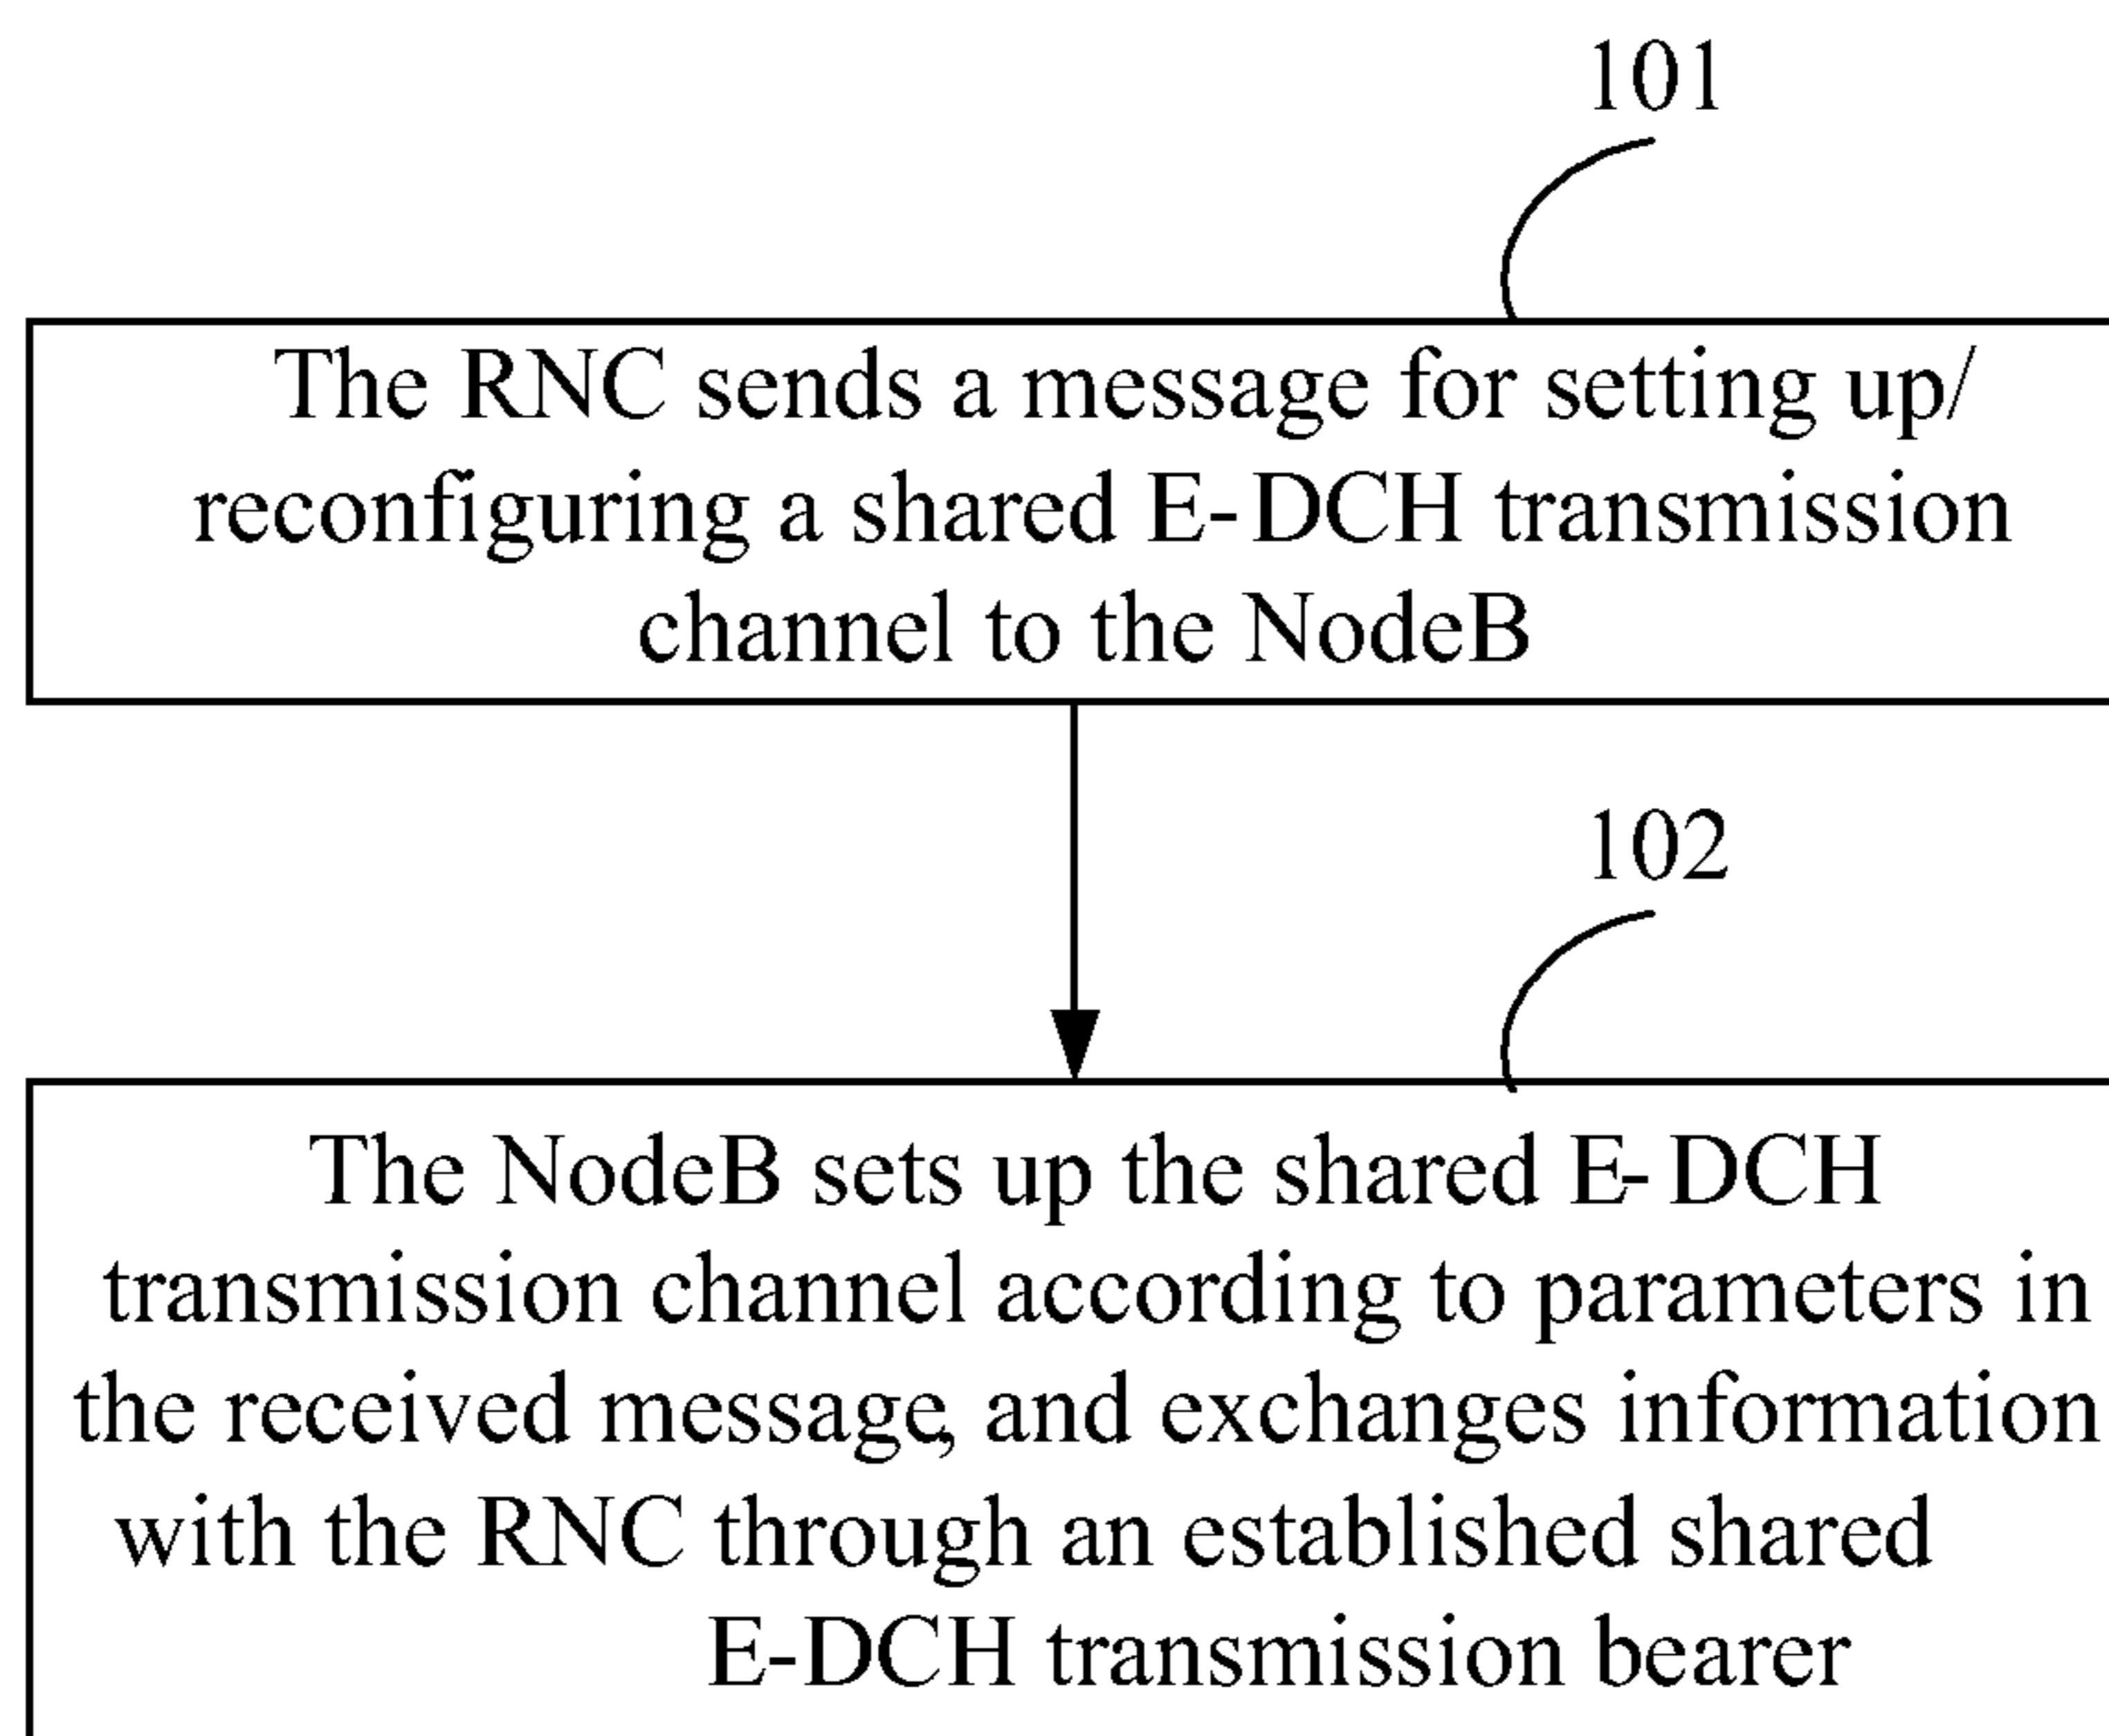 101
The RNC sends a message for setting up/
reconfiguring a shared E-DCH transmission
channel to the NodeB
102
The NodeB sets up the shared E-DCH
transmission channel according to parameters in
the received message, and exchanges information
with the RNC through an established shared
E-DCH transmission bearer